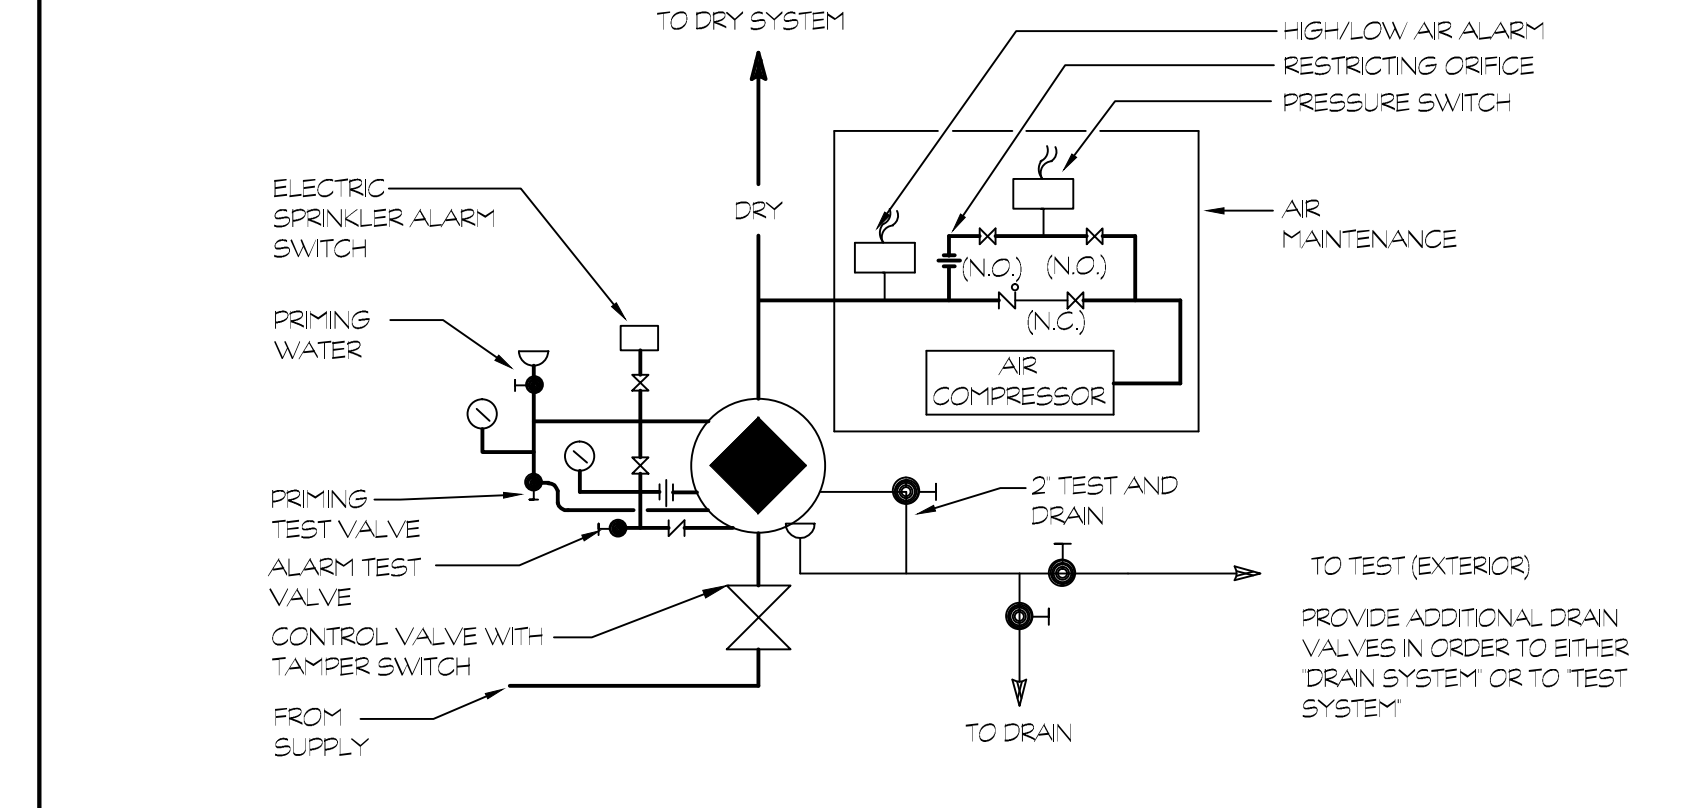 TO DRY SYSTEM
HIGH/LOW AIR ALARM
RESTRICTING ORIFICE
PRESSURE SWITCH
ELECTRIC
SPRINKLER ALARM
SWITCH
DRY
AIR
MAINTENANCE
(N.O.)
(N.O.)
(N.C.)
PRIMING
WATER
AIR
COMPRESSOR
PRIMING
TEST VALVE
2" TEST AND
DRAIN
ALARM TEST
VALVE
TO TEST (EXTERIOR)
CONTROL VALVE WITH
TAMPER SWITCH
PROVIDE ADDITIONAL DRAIN
VALVES IN ORDER TO EITHER
"DRAIN SYSTEM" OR TO "TEST
SYSTEM"
FROM
SUPPLY
TO DRAIN